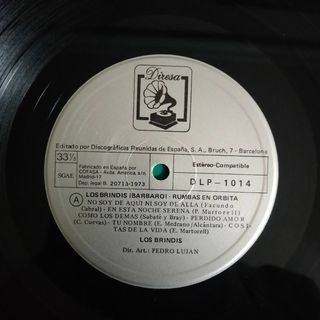 Diresa
Editado por Discográficas Reunidas de España, S. A., Bruch, 7 - Barcelona
33⅓
SGAE
Fabricado en España por
COFASA - Avda. America, s/n.
Madrid-17
Dep. legal B. 20713-1973
Estéreo-Compatible
DLP-1014
A
LOS BRINDIS ¡BARBARO! - RUMBAS EN ORBITA
NO SOY DE AQUI NI SOY DE ALLA (Facundo
Cabral) - EN ESTA NOCHE SERENA (P. Martorell)
COMO LOS DEMAS (Sabate y Bray) - PERDIDO AMOR
(C. Cuevas) - TU NOMBRE (E. Medrano/Alcántara) - COSI-
TAS DE LA VIDA (E. Martorell)
LOS BRINDIS
Dir. Art.: PEDRO LUJAN